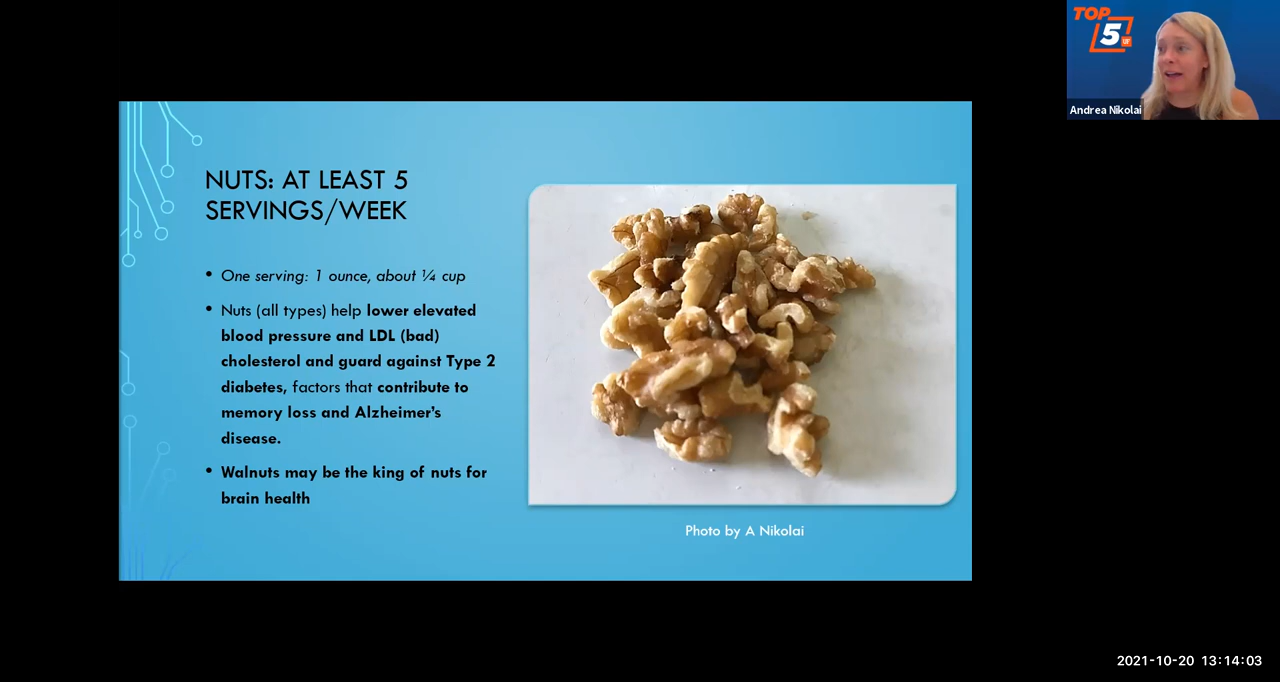 TOP
5
UF
Andrea Nikolai
NUTS: AT LEAST 5
SERVINGS/WEEK
• One serving: 1 ounce, about ¼ cup
• Nuts (all types) help lower elevated
blood pressure and LDL (bad)
cholesterol and guard against Type 2
diabetes, factors that contribute to
memory loss and Alzheimer's
disease.
• Walnuts may be the king of nuts for
brain health
Photo by A Nikolai
2021-10-20 13:14:03